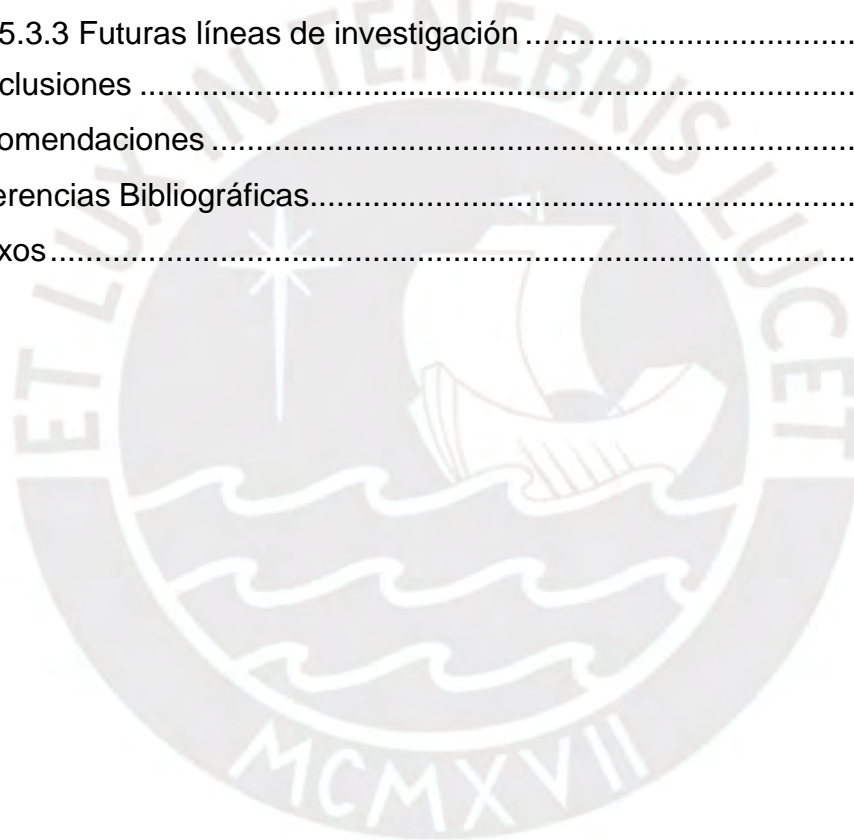 5.3.3 Futuras líneas de investigación ........................................
clusiones ....................................................................................
omendaciones ............................................................................
erencias Bibliográficas.................................................................
xos ..............................................................................................
ET LUX IN TENEBRIS LUCET
MCMXVII